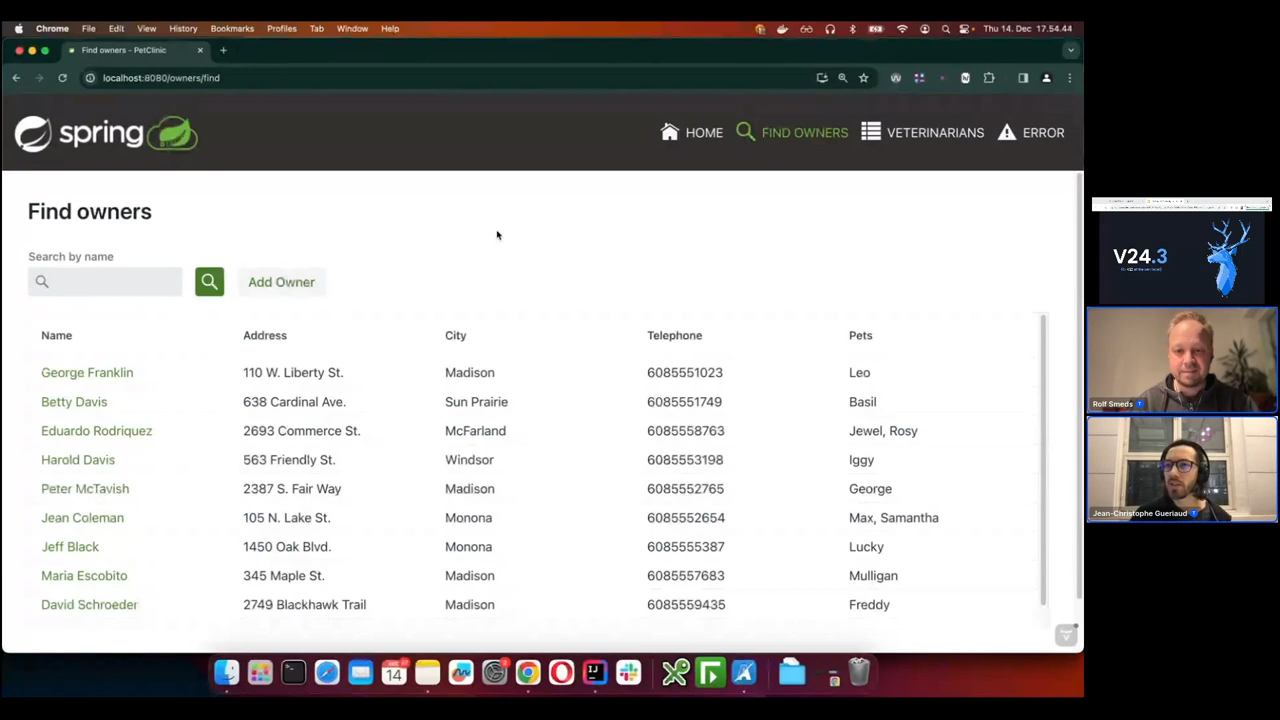 Chrome File Edit View History Bookmarks Profiles Tab Window Help Thu 14. Dec 17.54.44
Find owners - PetClinic
localhost:8080/owners/find
spring HOME FIND OWNERS VETERINARIANS ERROR
Find owners
Search by name
Add Owner
Name Address City Telephone Pets
George Franklin 110 W. Liberty St. Madison 6085551023 Leo
Betty Davis 638 Cardinal Ave. Sun Prairie 6085551749 Basil
Eduardo Rodriquez 2693 Commerce St. McFarland 6085558763 Jewel, Rosy
Harold Davis 563 Friendly St. Windsor 6085553198 Iggy
Peter McTavish 2387 S. Fair Way Madison 6085552765 George
Jean Coleman 105 N. Lake St. Monona 6085552654 Max, Samantha
Jeff Black 1450 Oak Blvd. Monona 6085555387 Lucky
Maria Escobito 345 Maple St. Madison 6085557683 Mulligan
David Schroeder 2749 Blackhawk Trail Madison 6085559435 Freddy
14
V24.3
Rolf Smeds
Jean-Christophe Gueriaud